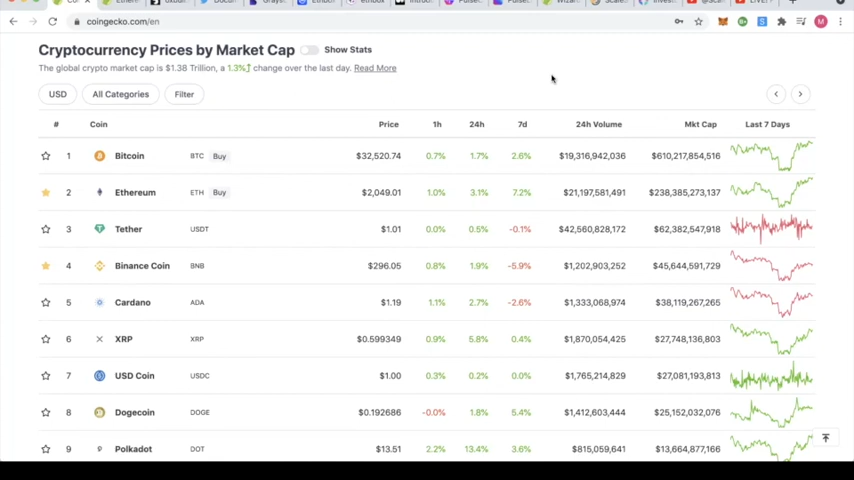 coingecko.com/en
M
Cryptocurrency Prices by Market Cap Show Stats
The global crypto market cap is $1.38 Trillion, a 1.3% change over the last day. Read More
USD All Categories Filter
# Coin Price 1h 24h 7d 24h Volume Mkt Cap Last 7 Days
1 Bitcoin BTC Buy $32,520.74 0.7% 1.7% 2.6% $19,316,942,036 $610,217,854,516
2 Ethereum ETH Buy $2,049.01 1.0% 3.1% 7.2% $21,197,581,491 $238,385,273,137
3 Tether USDT $1.01 0.0% 0.5% -0.1% $42,560,828,172 $62,382,547,918
4 Binance Coin BNB $296.05 0.8% 1.9% -5.9% $1,202,903,252 $45,644,591,729
5 Cardano ADA $1.19 1.1% 2.7% -2.6% $1,333,068,974 $38,119,267,265
6 XRP XRP $0.599349 0.9% 5.8% 0.4% $1,870,054,425 $27,748,136,803
7 USD Coin USDC $1.00 0.3% 0.2% 0.0% $1,765,214,829 $27,081,193,813
8 Dogecoin DOGE $0.192686 -0.0% 1.8% 5.4% $1,412,603,444 $25,152,032,076
9 Polkadot DOT $13.51 2.2% 13.4% 3.6% $815,059,641 $13,664,877,166